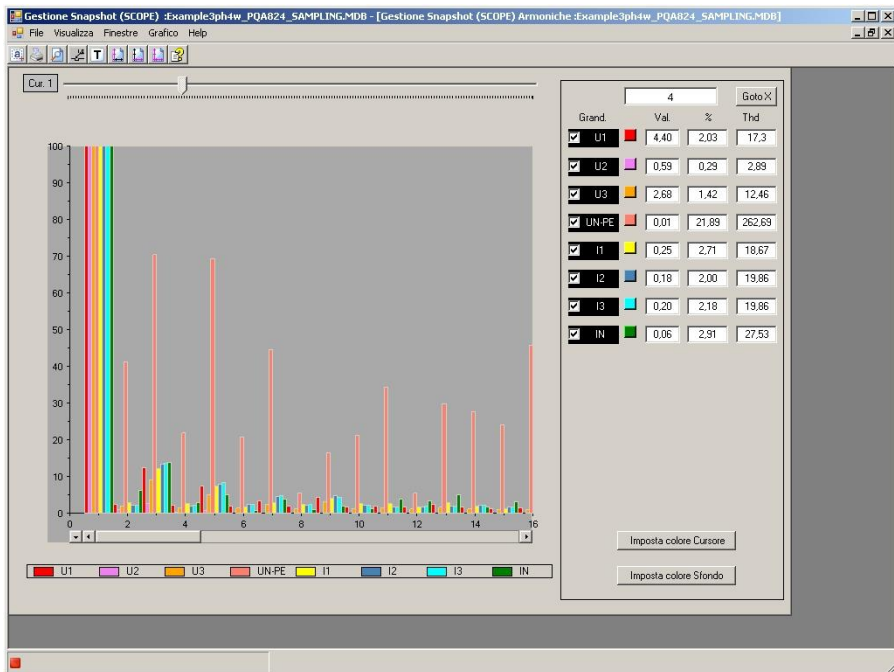 Gestione Snapshot (SCOPE) :Example3ph4w_PQA824_SAMPLING.MDB - [Gestione Snapshot (SCOPE) Armoniche :Example3ph4w_PQA824_SAMPLING.MDB]
File Visualizza Finestre Grafico Help
a T
Cur. 1
4 Goto X
Grand. Val. % Thd
U1 4,40 2,03 17,3
U2 0,59 0,29 2,89
U3 2,68 1,42 12,46
UN-PE 0,01 21,89 262,69
I1 0,25 2,71 18,67
I2 0,18 2,00 19,86
I3 0,20 2,18 19,86
IN 0,06 2,91 27,53
100
90
80
70
60
50
40
30
20
10
0
0 2 4 6 8 10 12 14 16
U1 U2 U3 UN-PE I1 I2 I3 IN
Imposta colore Cursore
Imposta colore Sfondo